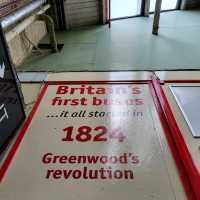 Britain's
first buses
...it all started in
1824
Greenwood's
revolution